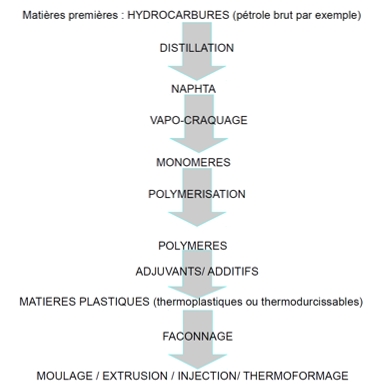 Matières premières : HYDROCARBURES (pétrole brut par exemple)
DISTILLATION
NAPHTA
VAPO-CRAQUAGE
MONOMERES
POLYMERISATION
POLYMERES
ADJUVANTS/ ADDITIFS
MATIERES PLASTIQUES (thermoplastiques ou thermodurcissables)
FACONNAGE
MOULAGE / EXTRUSION / INJECTION/ THERMOFORMAGE